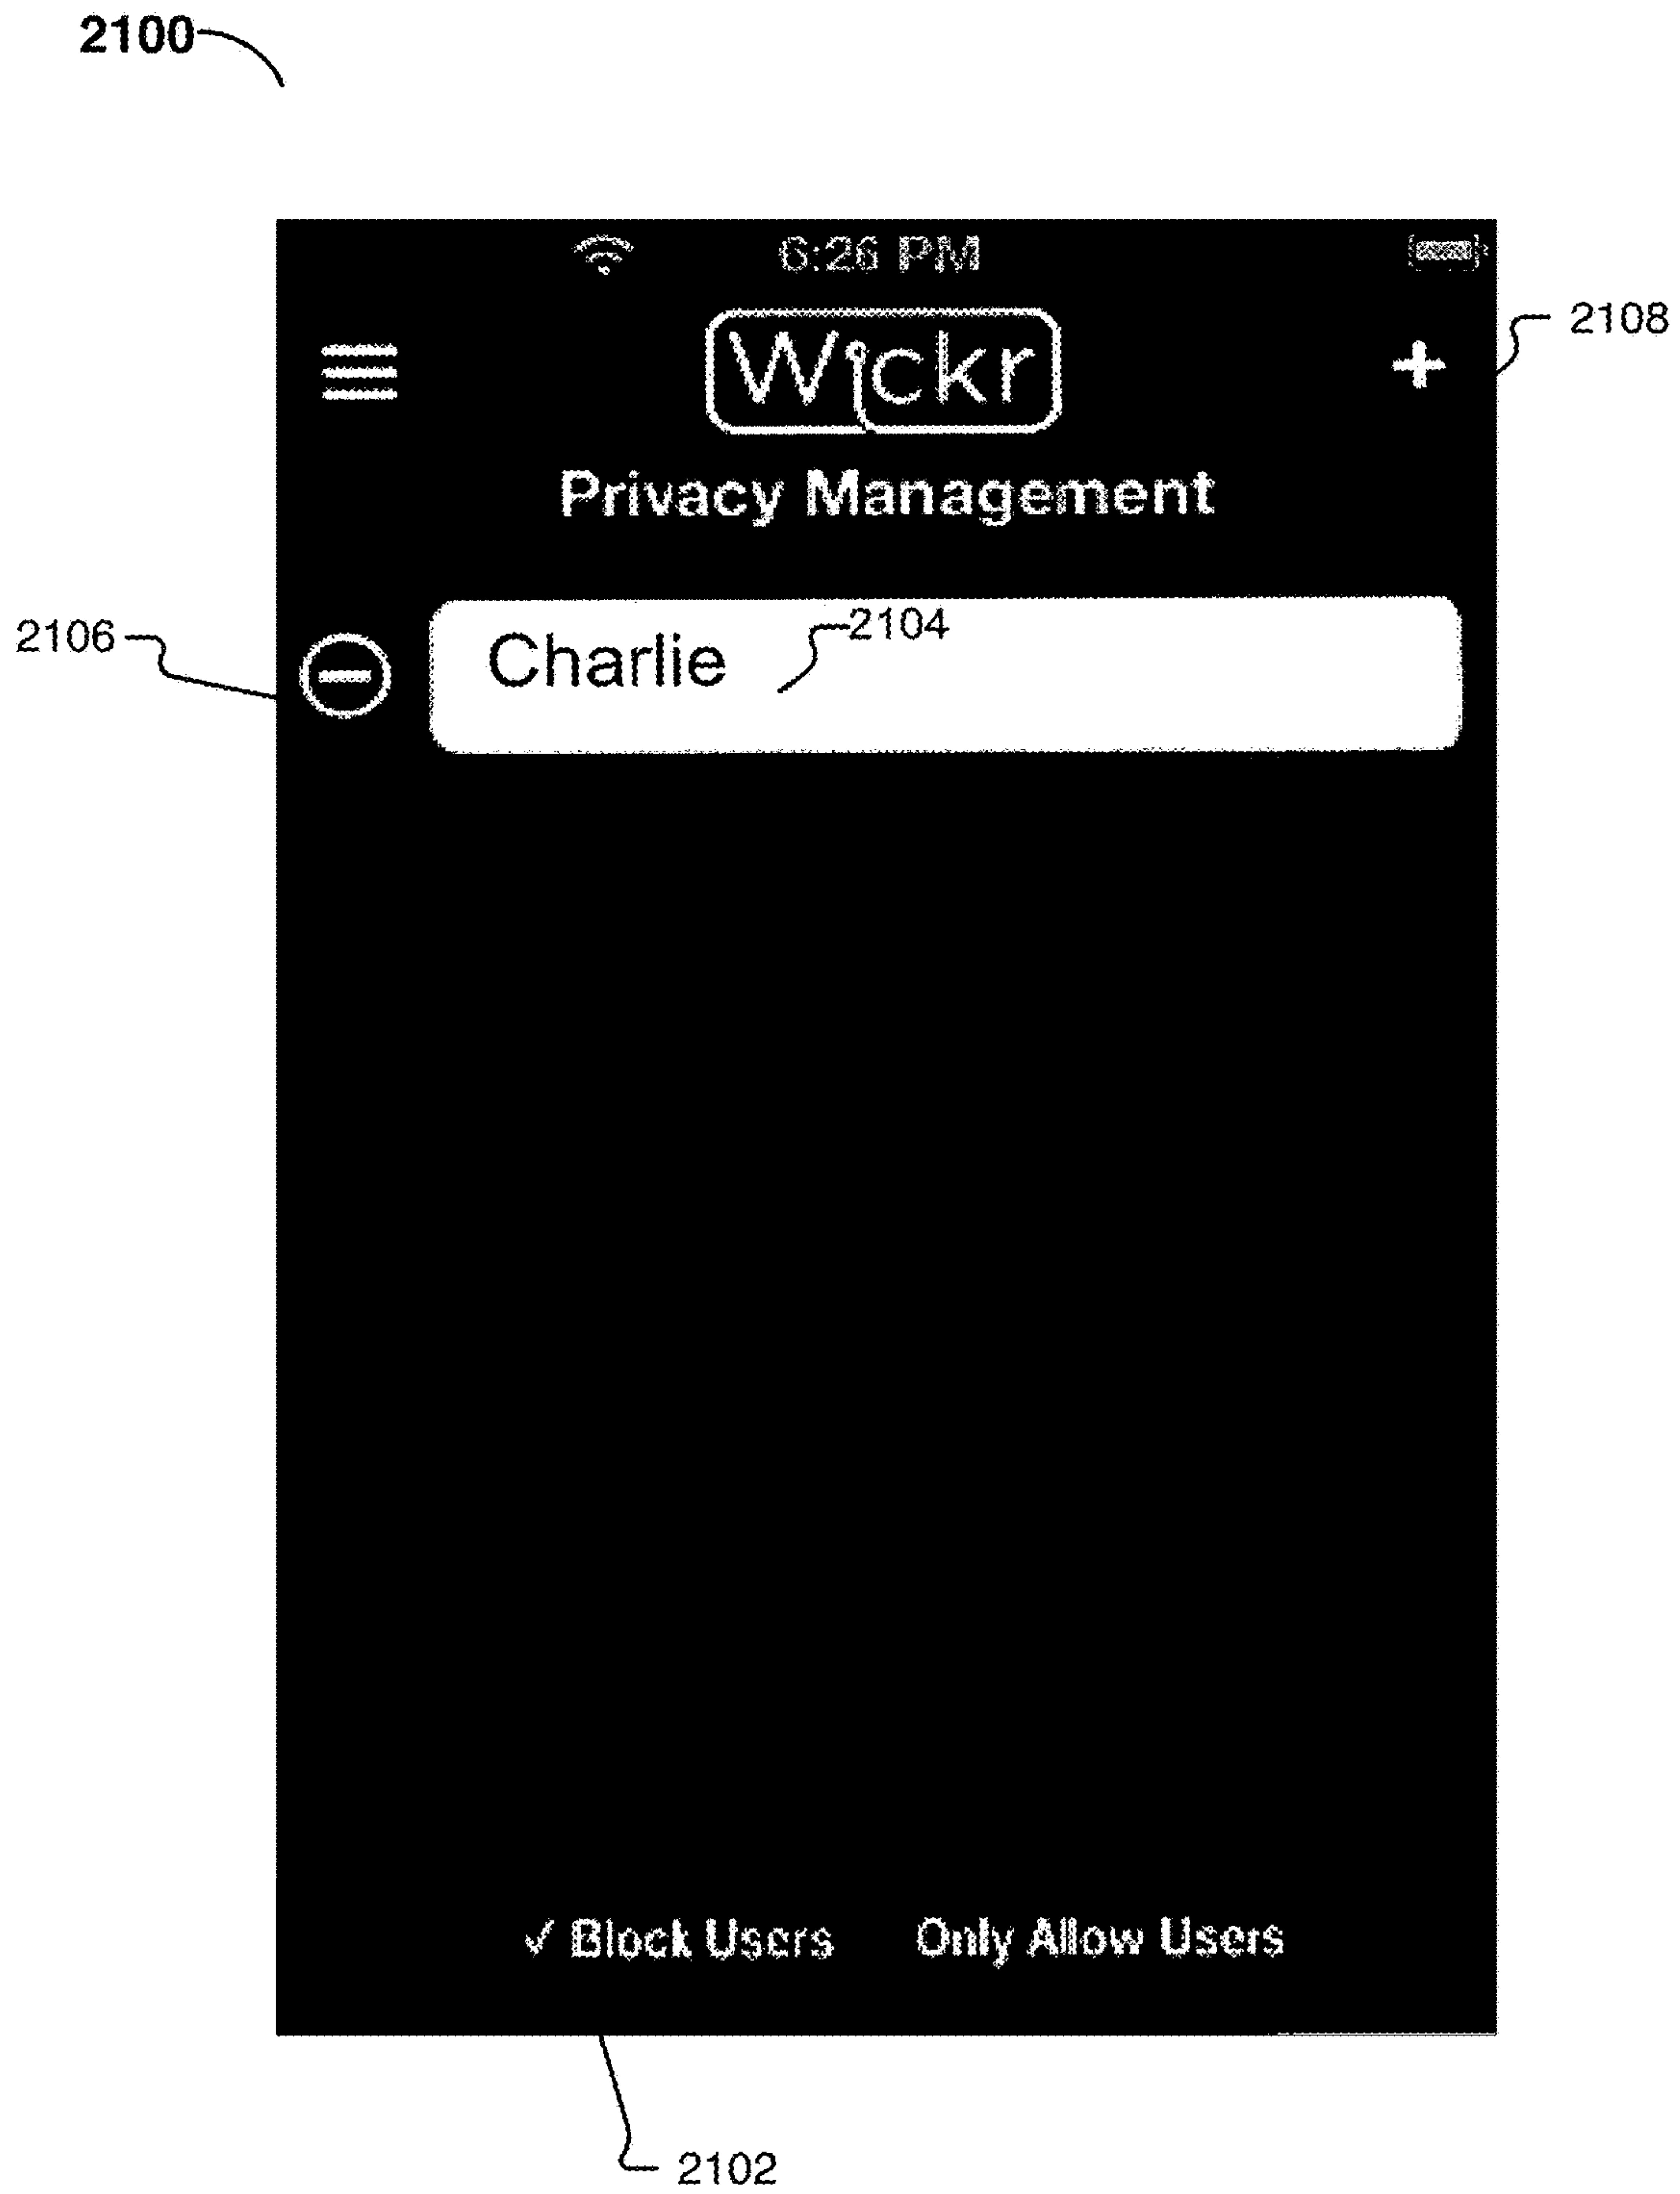 2100
6:26 PM
2108
Wickr
Privacy Management
2106
Charlie
2104
✓ Block Users Only Allow Users
2102